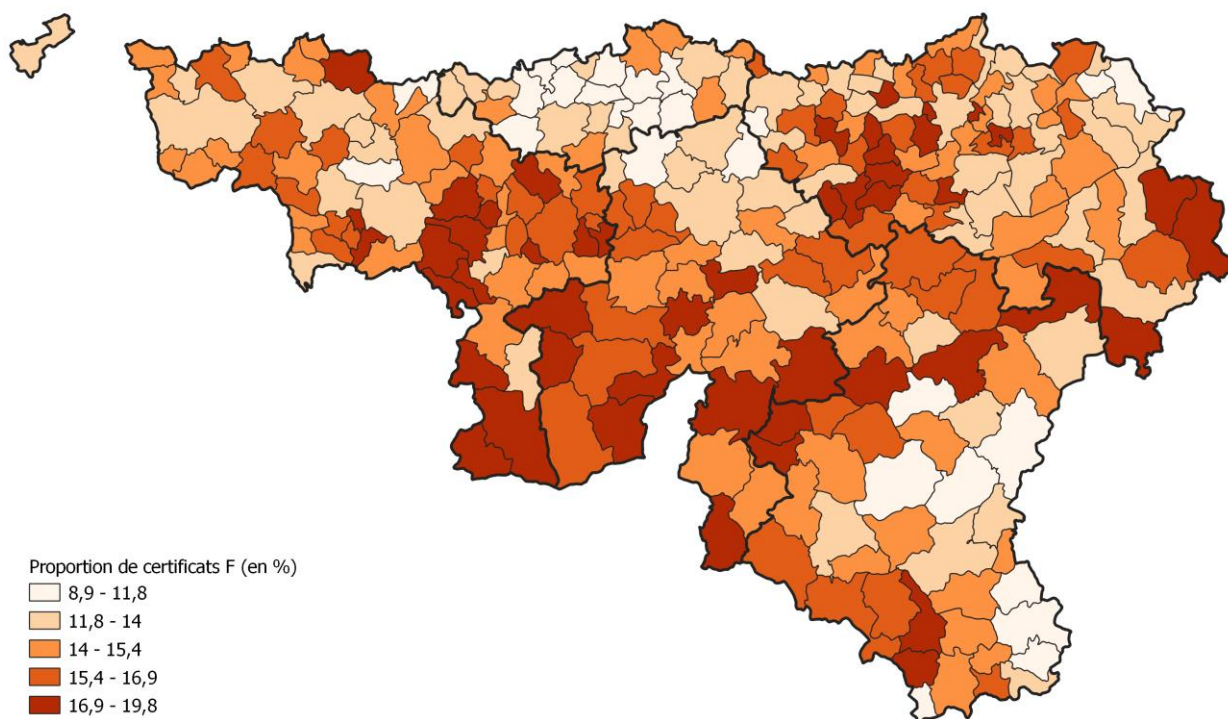 Proportion de certificats F (en %)
8,9 - 11,8
11,8 - 14
14 - 15,4
15,4 - 16,9
16,9 - 19,8